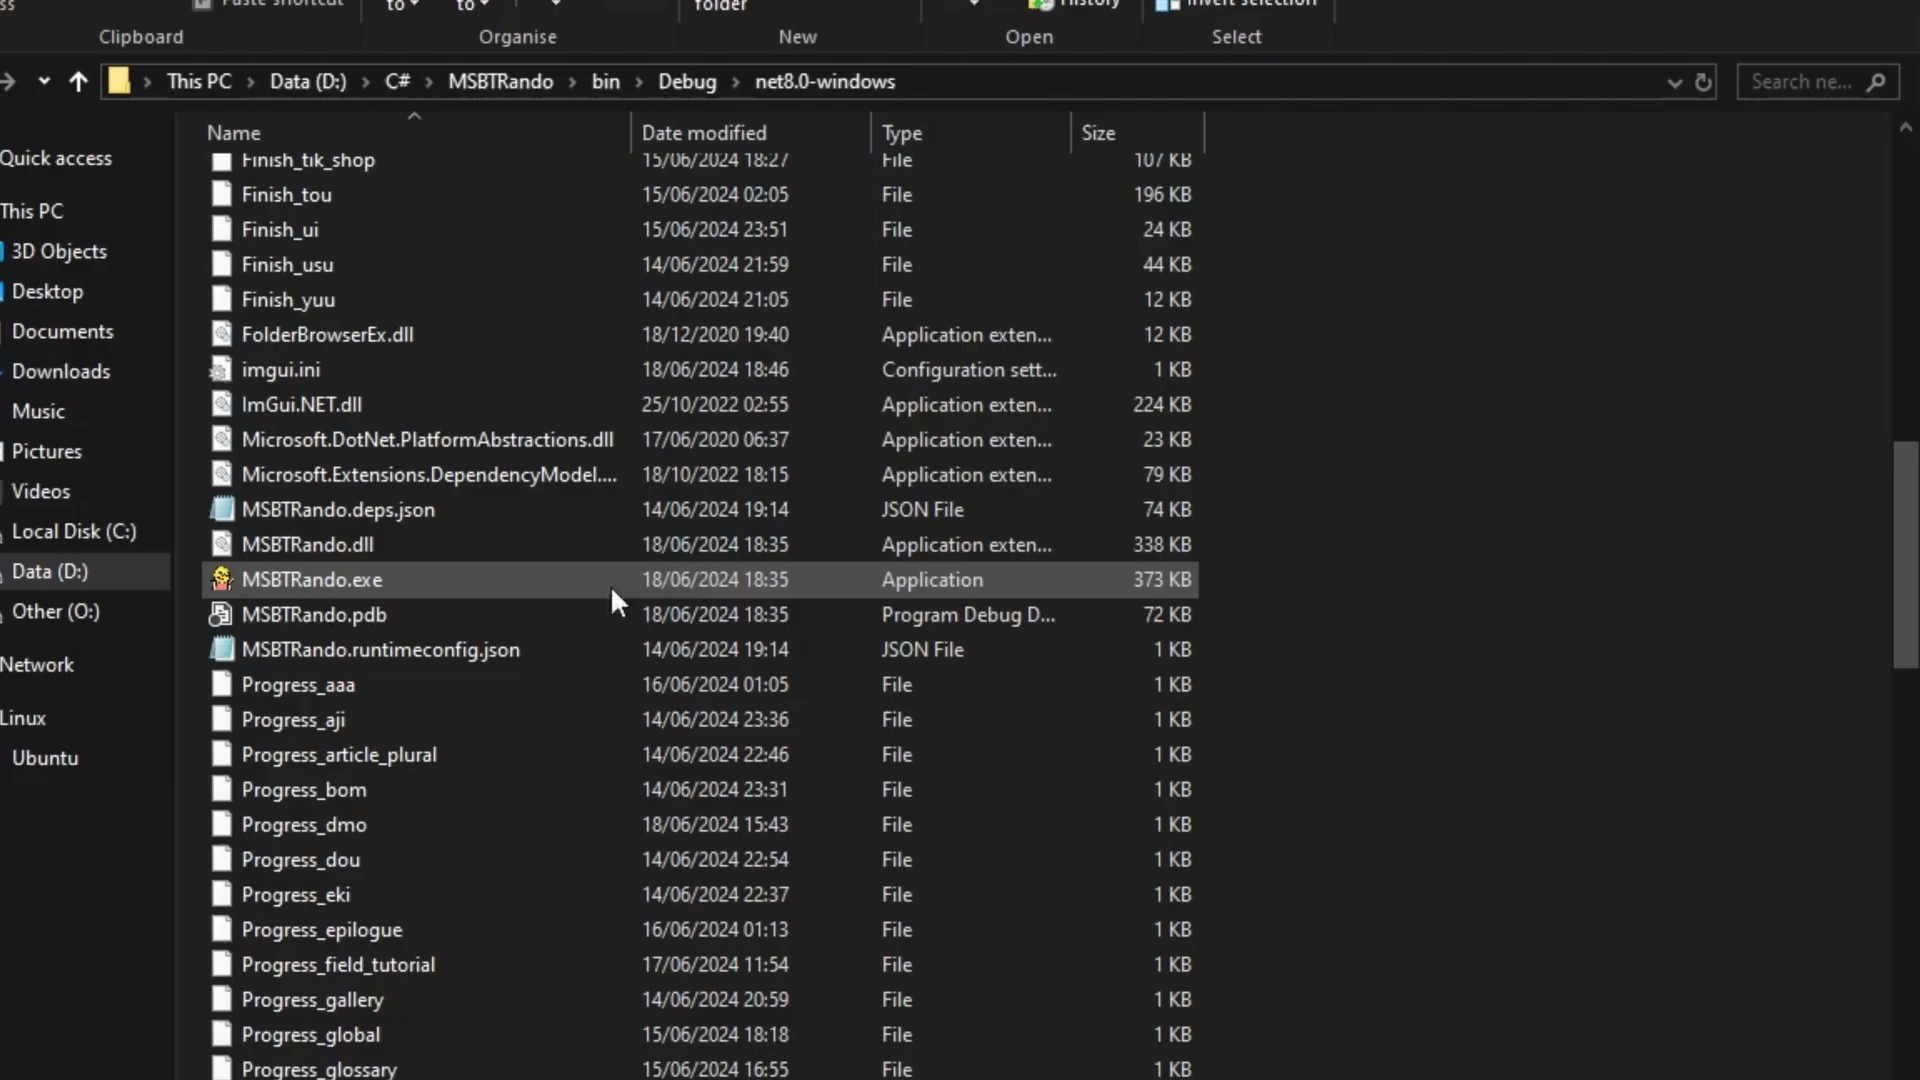 ss Paste shortcut to to folder History Invert selection
Clipboard Organise New Open Select
This PC Data (D:) C# MSBTRando bin Debug net8.0-windows Search ne...
Name Date modified Type Size
Quick access
This PC
3D Objects
Desktop
Documents
Downloads
Music
Pictures
Videos
Local Disk (C:)
Data (D:)
Other (O:)
Network
Linux
Ubuntu
Finish_tik_shop 15/06/2024 18:27 File 107 KB
Finish_tou 15/06/2024 02:05 File 196 KB
Finish_ui 15/06/2024 23:51 File 24 KB
Finish_usu 14/06/2024 21:59 File 44 KB
Finish_yuu 14/06/2024 21:05 File 12 KB
FolderBrowserEx.dll 18/12/2020 19:40 Application exten... 12 KB
imgui.ini 18/06/2024 18:46 Configuration sett... 1 KB
ImGui.NET.dll 25/10/2022 02:55 Application exten... 224 KB
Microsoft.DotNet.PlatformAbstractions.dll 17/06/2020 06:37 Application exten... 23 KB
Microsoft.Extensions.DependencyModel.... 18/10/2022 18:15 Application exten... 79 KB
MSBTRando.deps.json 14/06/2024 19:14 JSON File 74 KB
MSBTRando.dll 18/06/2024 18:35 Application exten... 338 KB
MSBTRando.exe 18/06/2024 18:35 Application 373 KB
MSBTRando.pdb 18/06/2024 18:35 Program Debug D... 72 KB
MSBTRando.runtimeconfig.json 14/06/2024 19:14 JSON File 1 KB
Progress_aaa 16/06/2024 01:05 File 1 KB
Progress_aji 14/06/2024 23:36 File 1 KB
Progress_article_plural 14/06/2024 22:46 File 1 KB
Progress_bom 14/06/2024 23:31 File 1 KB
Progress_dmo 18/06/2024 15:43 File 1 KB
Progress_dou 14/06/2024 22:54 File 1 KB
Progress_eki 14/06/2024 22:37 File 1 KB
Progress_epilogue 16/06/2024 01:13 File 1 KB
Progress_field_tutorial 17/06/2024 11:54 File 1 KB
Progress_gallery 14/06/2024 20:59 File 1 KB
Progress_global 15/06/2024 18:18 File 1 KB
Progress_glossary 15/06/2024 16:55 File 1 KB